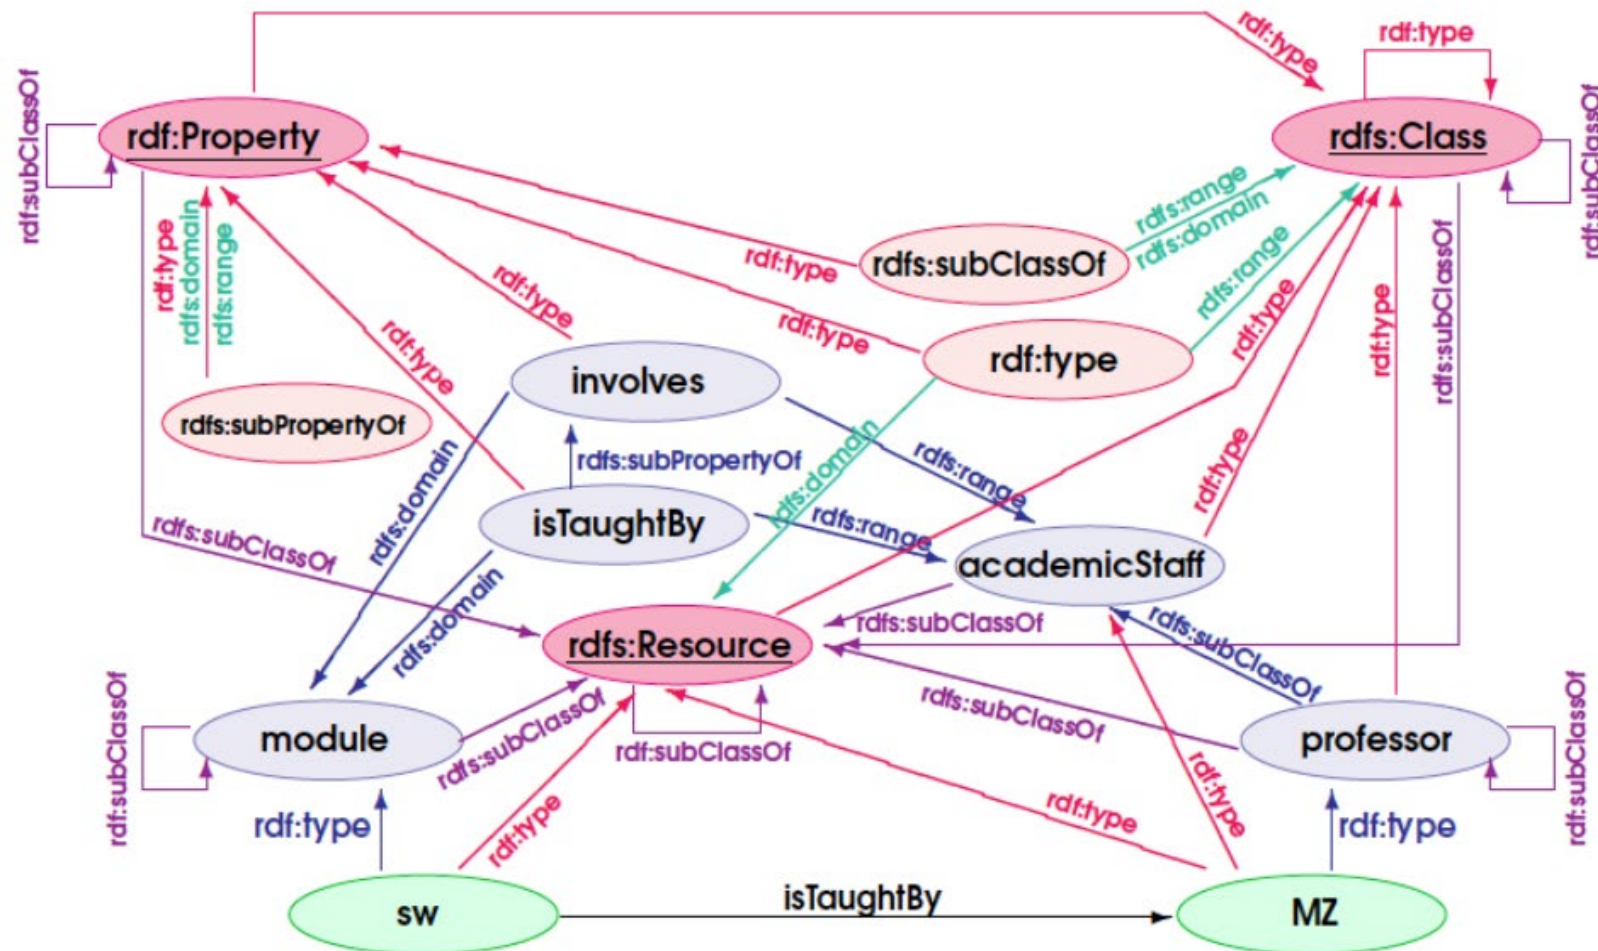 rdf:type
rdf:type
rdf:subClassOf
rdf:Property
rdfs:Class
rdf:subClassOf
rdf:type
rdfs:domain
rdfs:range
rdf:type
rdf:type
rdfs:subClassOf
rdfs:range
rdfs:domain
rdfs:range
rdf:type
rdf:type
rdfs:subClassOf
rdf:type
rdf:type
rdf:type
involves
rdfs:subPropertyOf
rdfs:domain
rdfs:subPropertyOf
rdfs:domain
rdfs:range
rdf:type
isTaughtBy
rdfs:range
rdfs:subClassOf
academicStaff
rdfs:domain
rdfs:subClassOf
rdfs:Resource
rdfs:subClassOf
rdfs:subClassOf
rdf:subClassOf
module
rdfs:subClassOf
rdf:subClassOf
rdfs:subClassOf
professor
rdf:subClassOf
rdf:type
rdf:type
rdf:type
rdf:type
rdf:type
sw
isTaughtBy
MZ